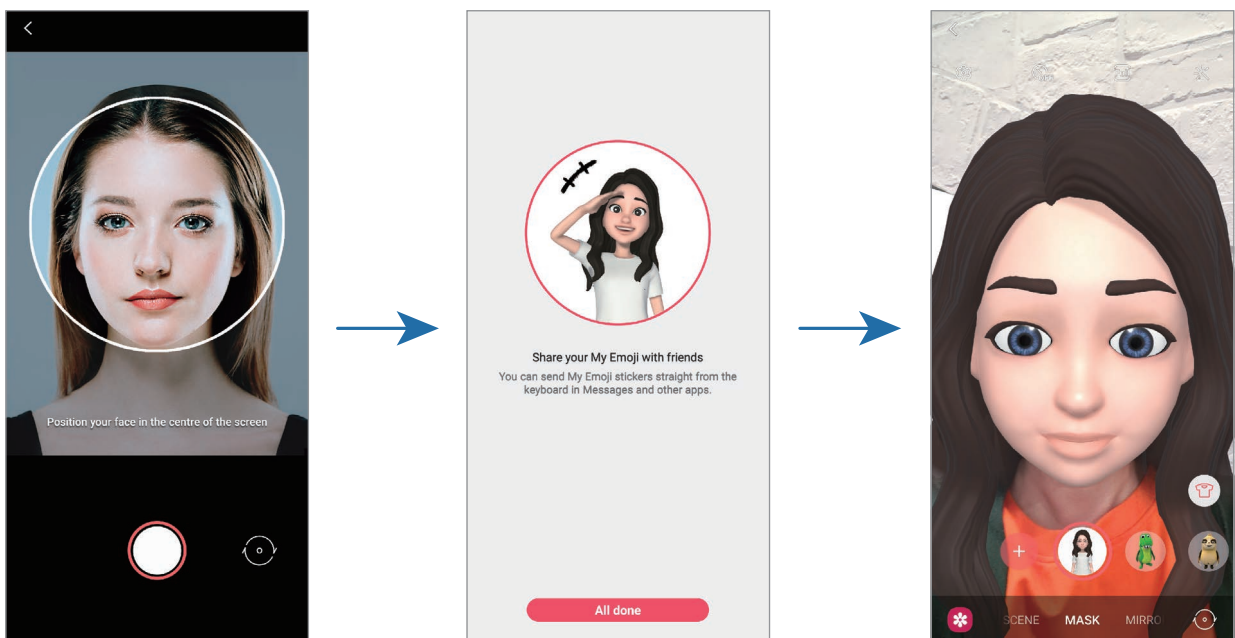 Position your face in the centre of the screen
Share your My Emoji with friends
You can send My Emoji stickers straight from the
keyboard in Messages and other apps.
All done
SCENE MASK MIRRO